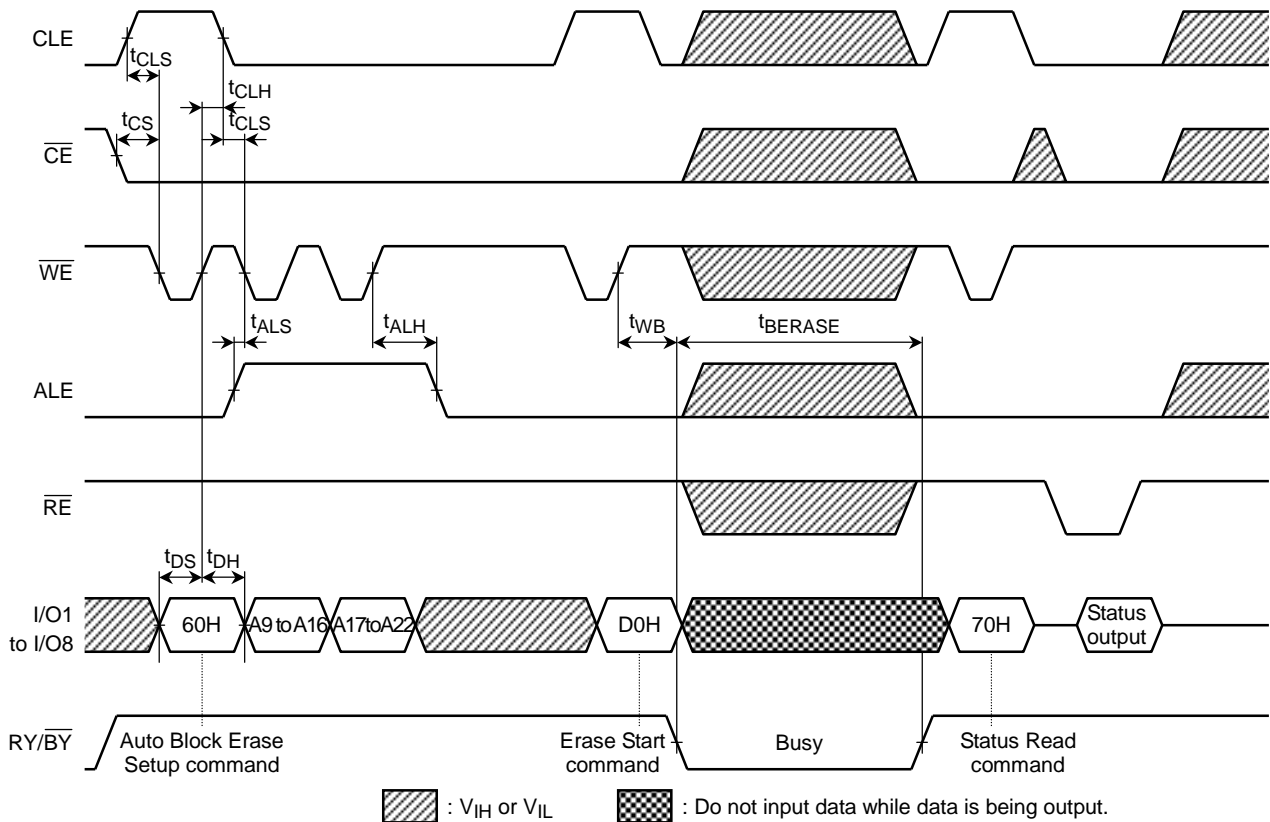 CLE
tCLS
tCLH
tCS
tCLS
CE
WE
tALS
tALH
tWB
tBERASE
ALE
RE
tDS
tDH
I/O1
to I/O8
60H
A9 to A16
A17 to A22
D0H
70H
Status
output
RY/BY
Auto Block Erase
Setup command
Erase Start
command
Busy
Status Read
command
: VIH or VIL
: Do not input data while data is being output.